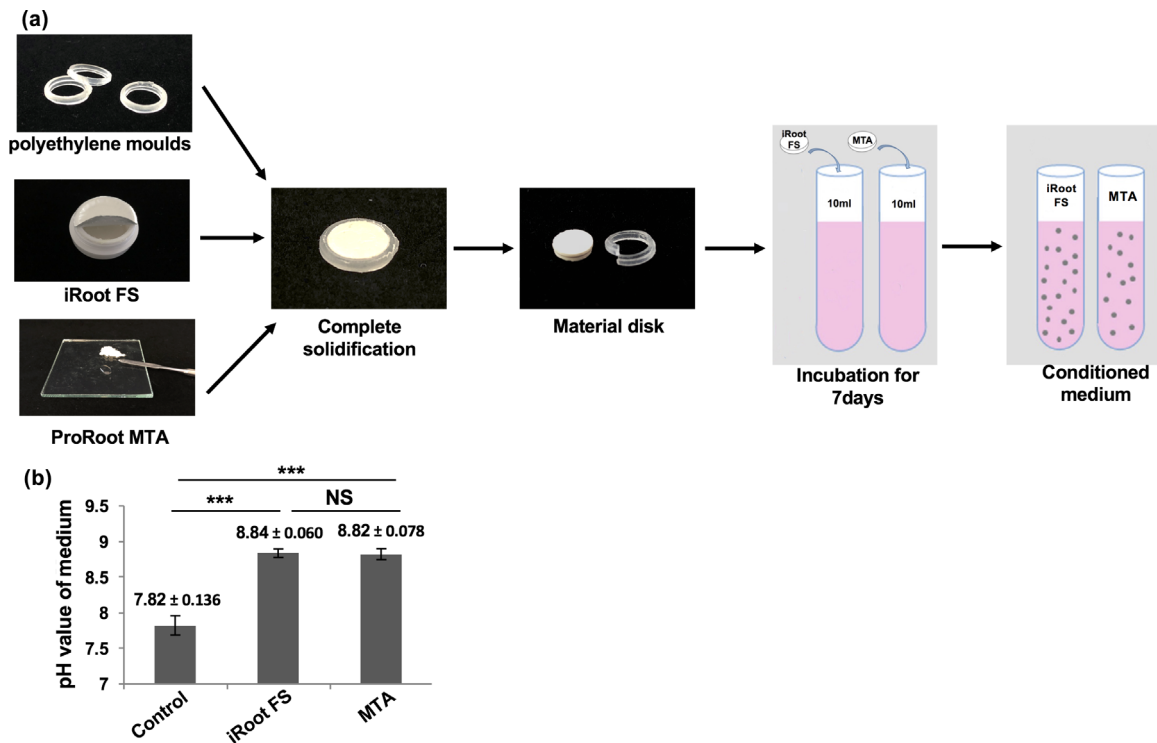 (a)
polyethylene moulds
iRoot FS
ProRoot MTA
Complete
solidification
Material disk
iRoot
FS
MTA
10ml
10ml
Incubation for
7days
iRoot
FS
MTA
Conditioned
medium
(b)
pH value of medium
9.5
9
8.5
8
7.5
7
***
***
NS
7.82 ± 0.136
8.84 ± 0.060
8.82 ± 0.078
Control
iRoot FS
MTA